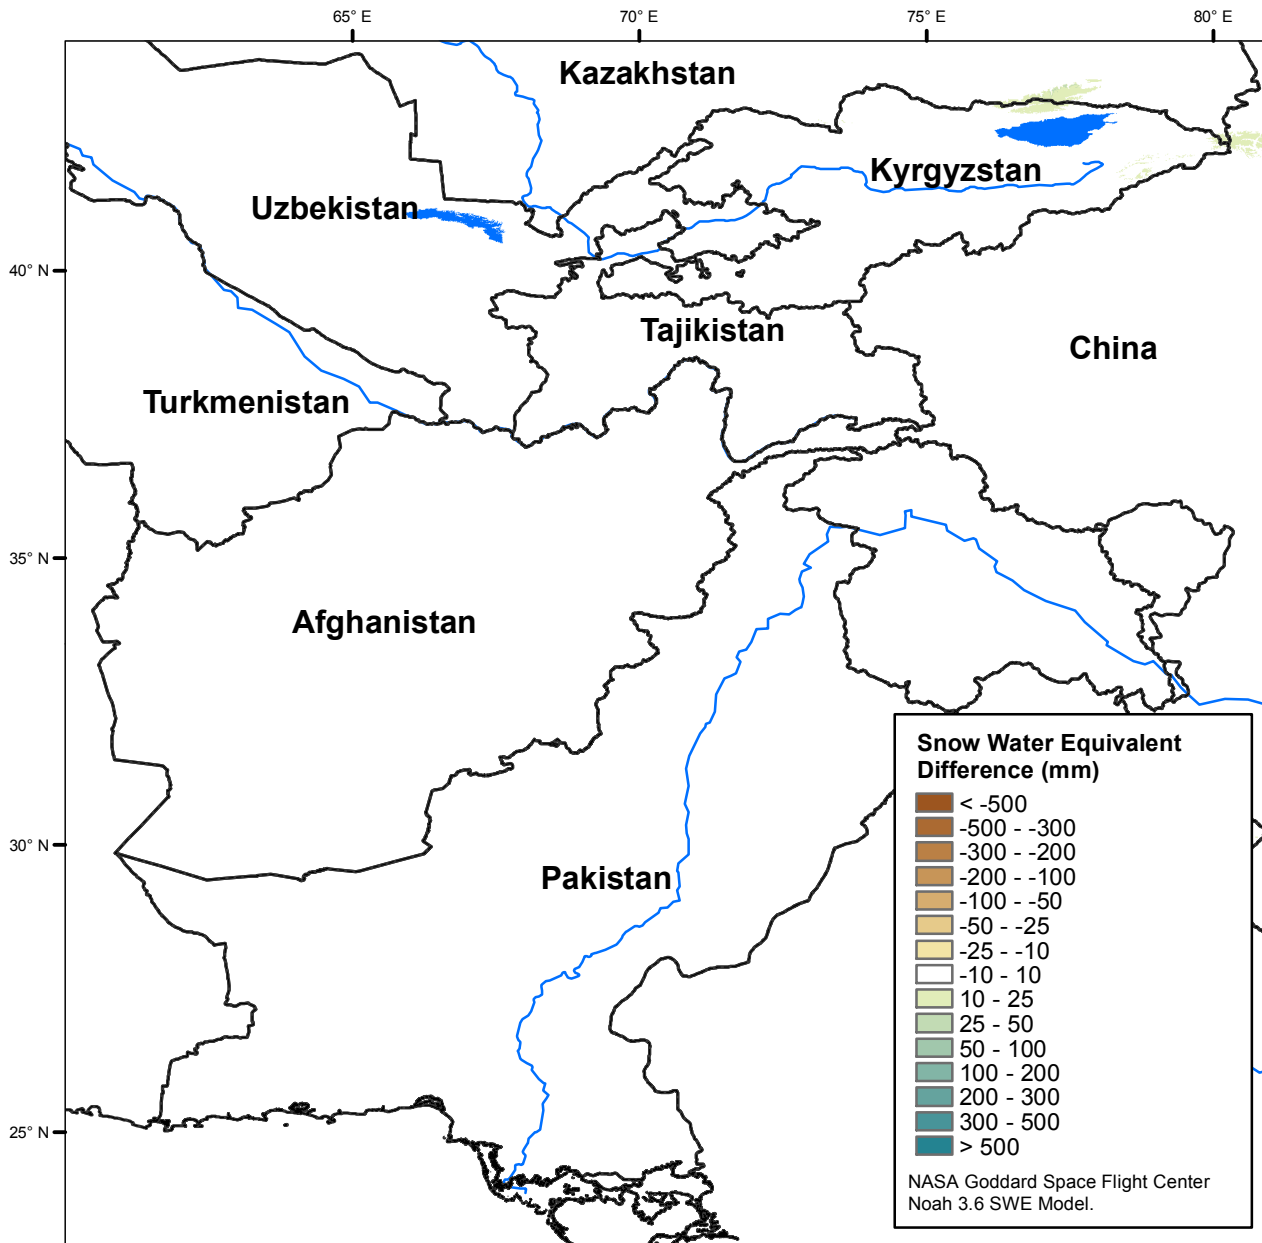 65° E
70° E
75° E
80° E
Kazakhstan
Kyrgyzstan
Uzbekistan
40° N
Tajikistan
China
Turkmenistan
35° N
Afghanistan
30° N
Pakistan
25° N
Snow Water Equivalent
Difference (mm)
< -500
-500 - -300
-300 - -200
-200 - -100
-100 - -50
-50 - -25
-25 - -10
-10 - 10
10 - 25
25 - 50
50 - 100
100 - 200
200 - 300
300 - 500
> 500
NASA Goddard Space Flight Center
Noah 3.6 SWE Model.